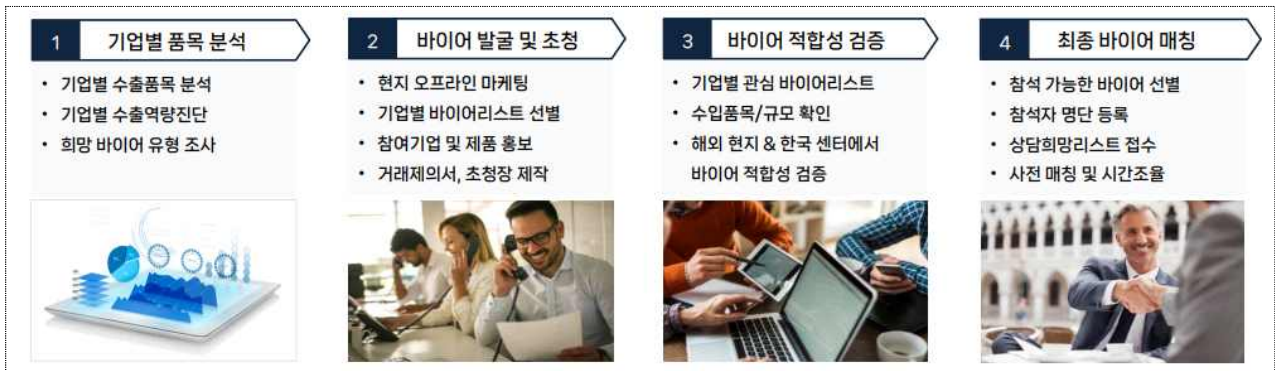 1 기업별 품목 분석
• 기업별 수출품목 분석
• 기업별 수출역량진단
• 희망 바이어 유형 조사
2 바이어 발굴 및 초청
• 현지 오프라인 마케팅
• 기업별 바이어리스트 선별
• 참여기업 및 제품 홍보
• 거래제의서, 초청장 제작
3 바이어 적합성 검증
• 기업별 관심 바이어리스트
• 수입품목/규모 확인
• 해외 현지 & 한국 센터에서
바이어 적합성 검증
4 최종 바이어 매칭
• 참석 가능한 바이어 선별
• 참석자 명단 등록
• 상담희망리스트 접수
• 사전 매칭 및 시간조율